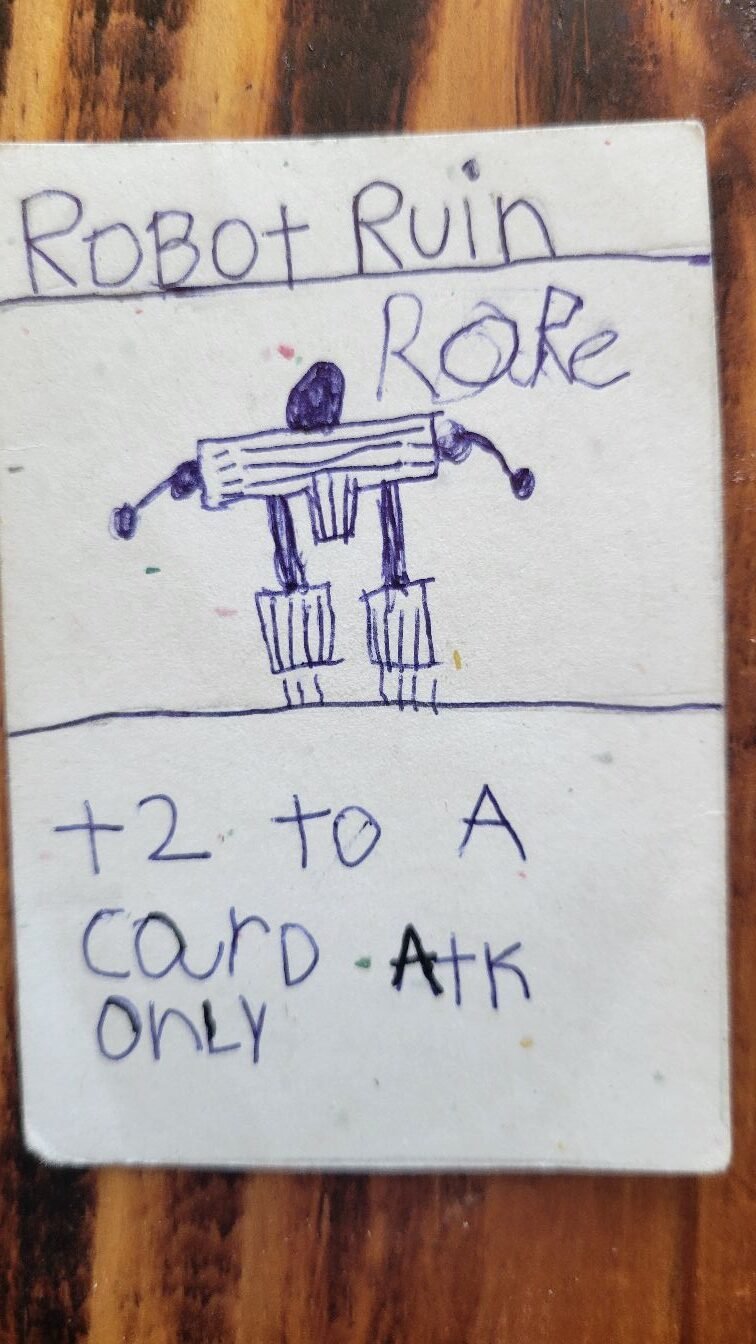 ROBOt Ruin
RaRe
+2 to A
carD Atk
onLY